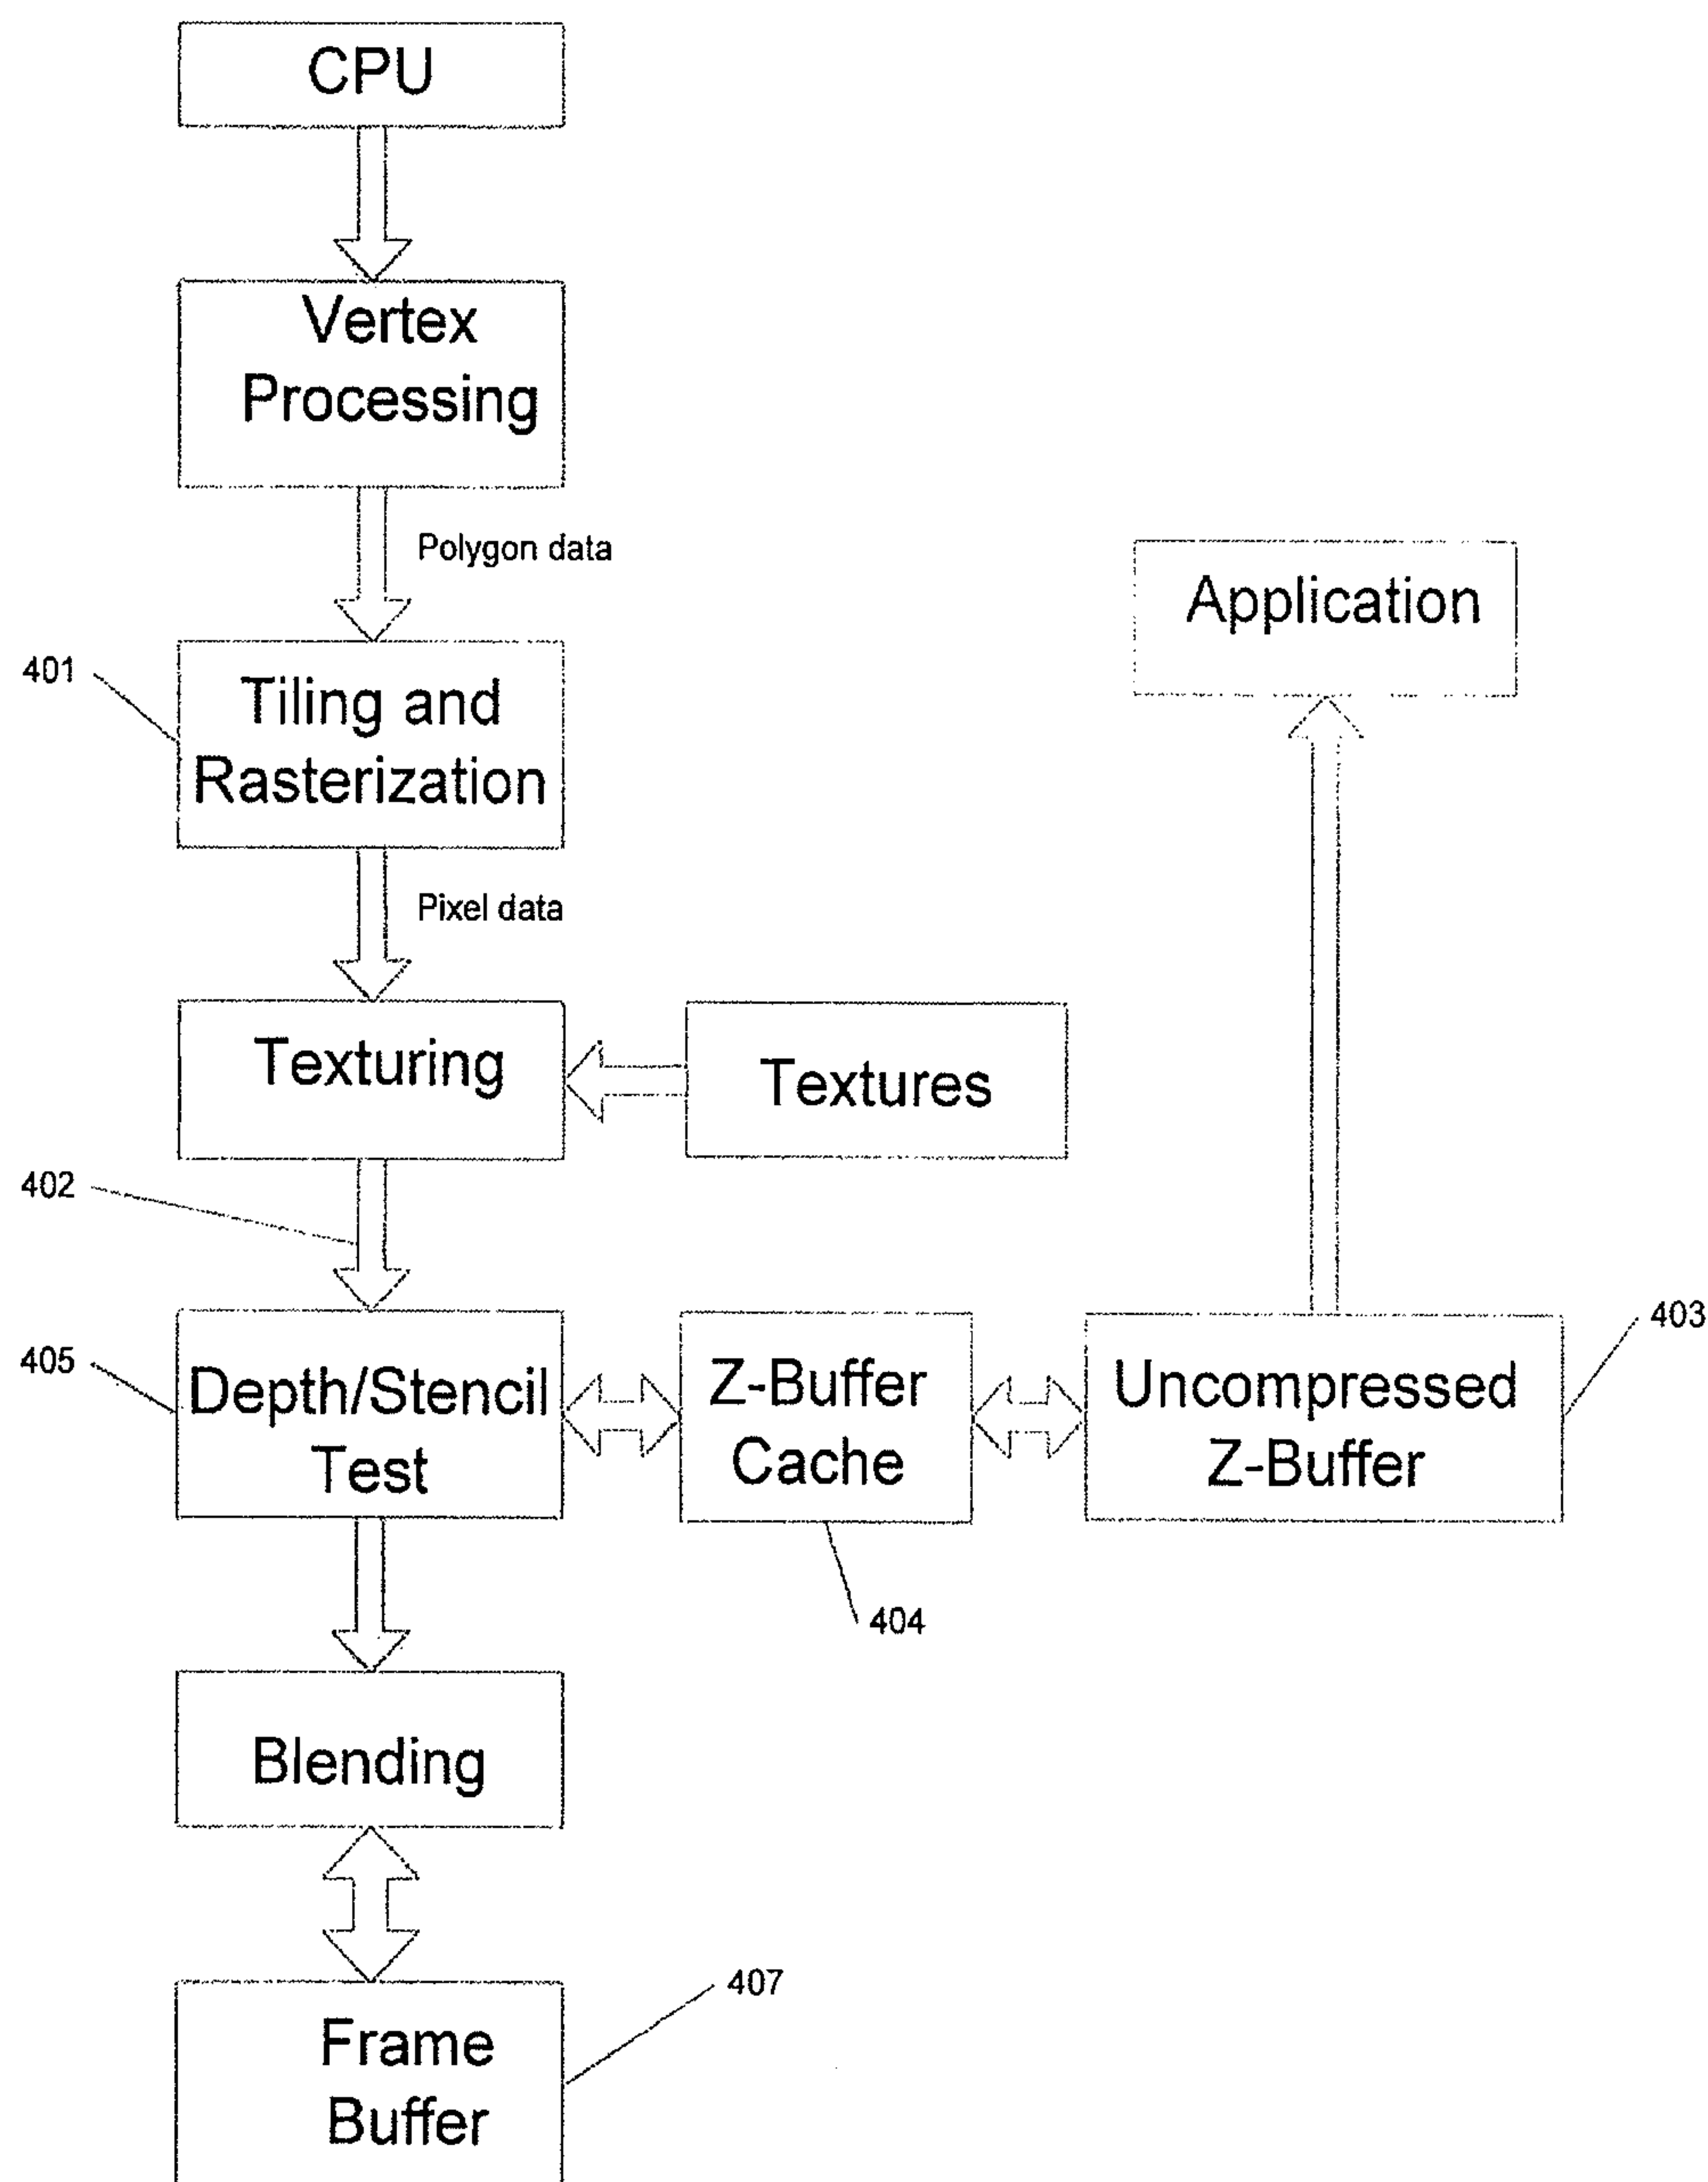 CPU
Vertex
Processing
Polygon data
Application
401
Tiling and
Rasterization
Pixel data
Texturing
Textures
402
403
405
Depth/Stencil
Test
Z-Buffer
Cache
Uncompressed
Z-Buffer
404
Blending
407
Frame
Buffer